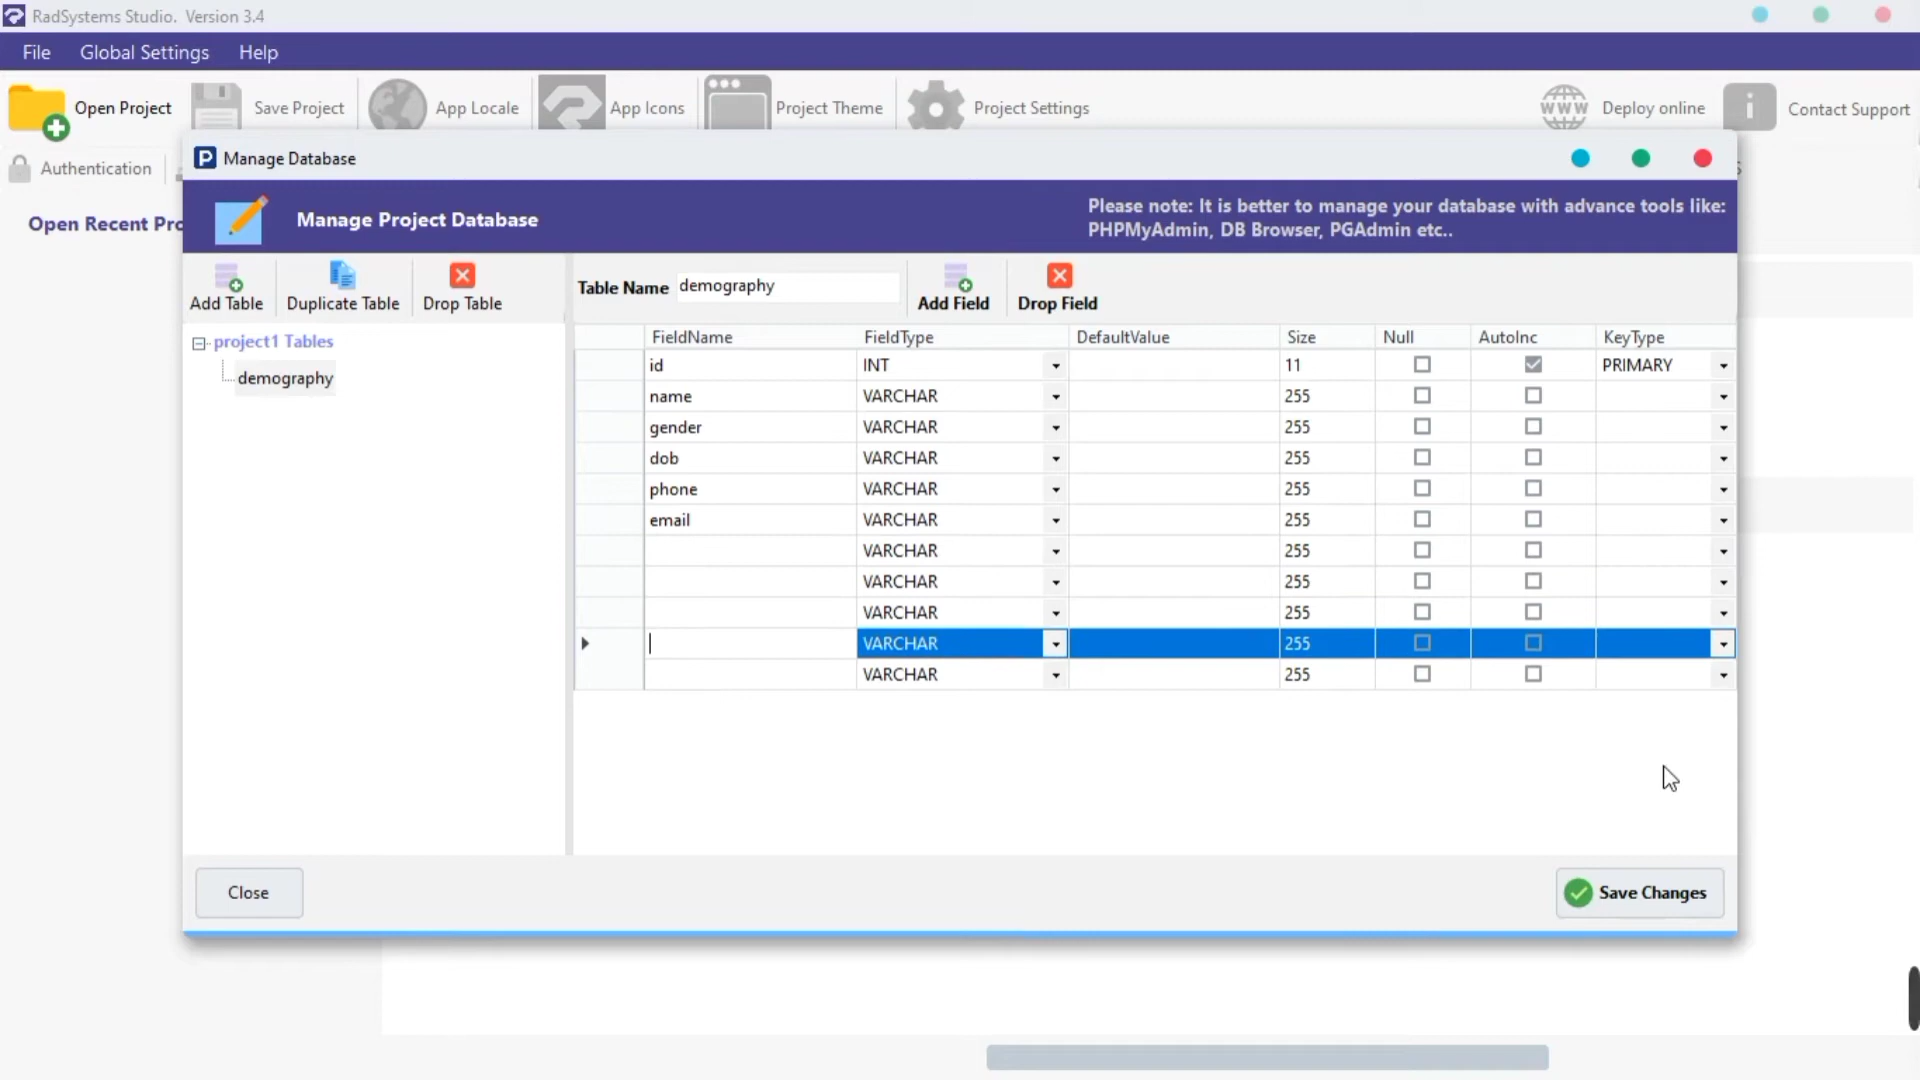 RadSystems Studio. Version 3.4
File Global Settings Help
Open Project Save Project App Locale App Icons Project Theme Project Settings WWW Deploy online Contact Support
Authentication
Manage Database
Open Recent Pro
Manage Project Database
Please note: It is better to manage your database with advance tools like:
PHPMyAdmin, DB Browser, PGAdmin etc..
Add Table Duplicate Table Drop Table
Table Name demography Add Field Drop Field
project1 Tables
demography
FieldName FieldType DefaultValue Size Null AutoInc KeyType
id INT 11 PRIMARY
name VARCHAR 255
gender VARCHAR 255
dob VARCHAR 255
phone VARCHAR 255
email VARCHAR 255
VARCHAR 255
VARCHAR 255
VARCHAR 255
VARCHAR 255
VARCHAR 255
Close Save Changes